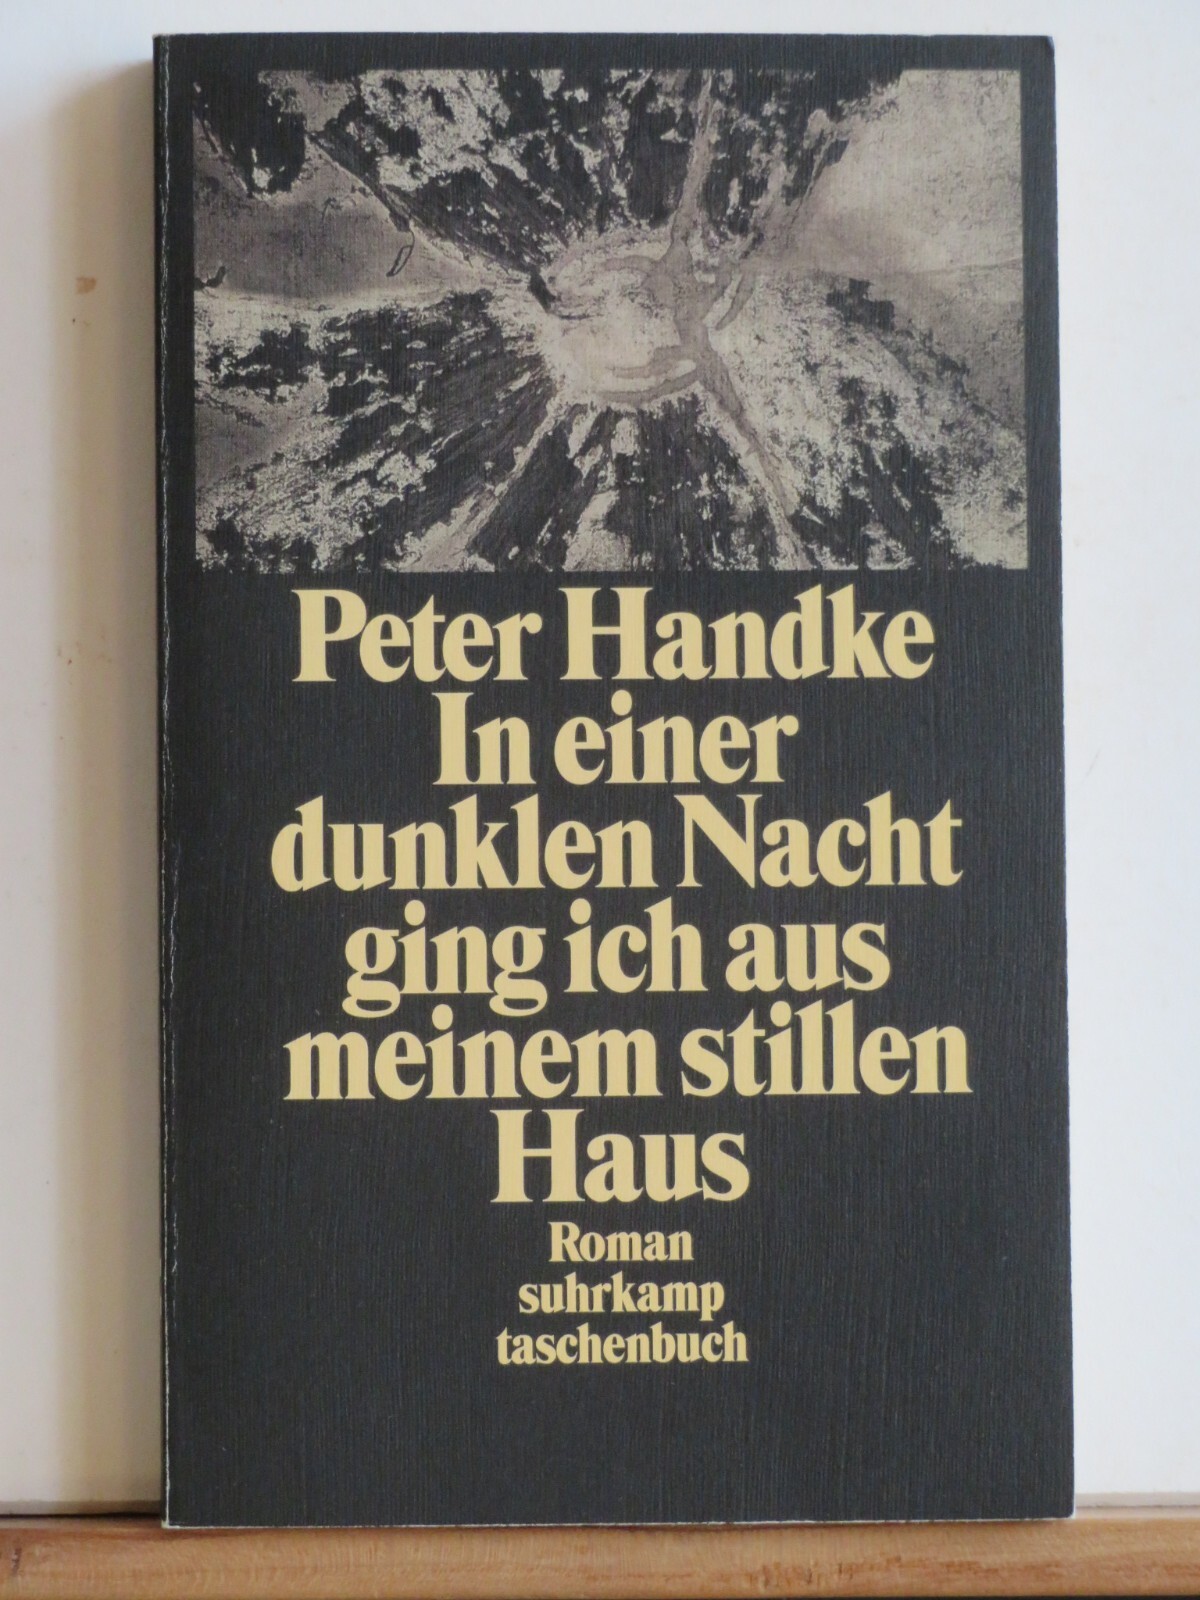 Peter Handke
In einer
dunklen Nacht
ging ich aus
meinem stillen
Haus
Roman
suhrkamp
taschenbuch